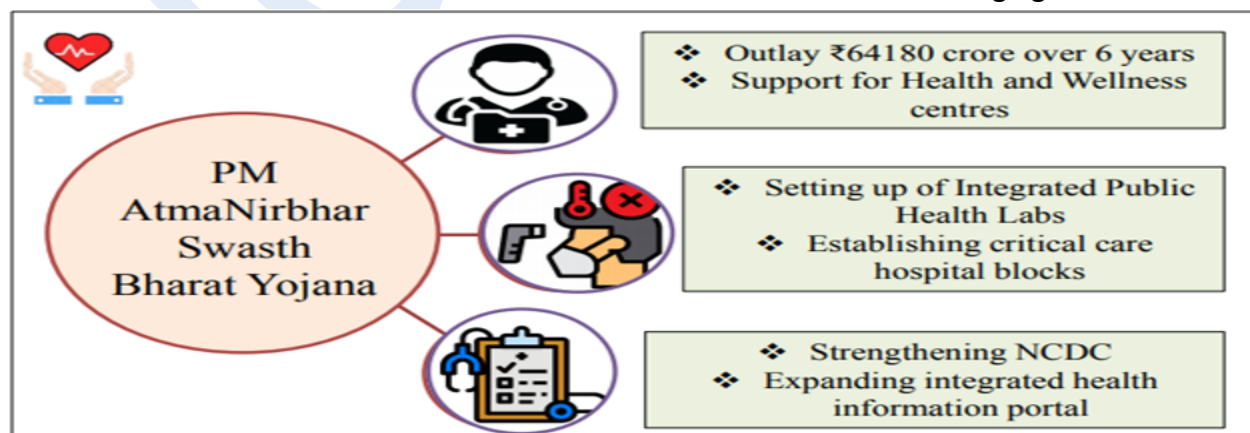 PM
AtmaNirbhar
Swasth
Bharat Yojana
❖ Outlay ₹64180 crore over 6 years
❖ Support for Health and Wellness
centres
❖ Setting up of Integrated Public
Health Labs
❖ Establishing critical care
hospital blocks
❖ Strengthening NCDC
❖ Expanding integrated health
information portal